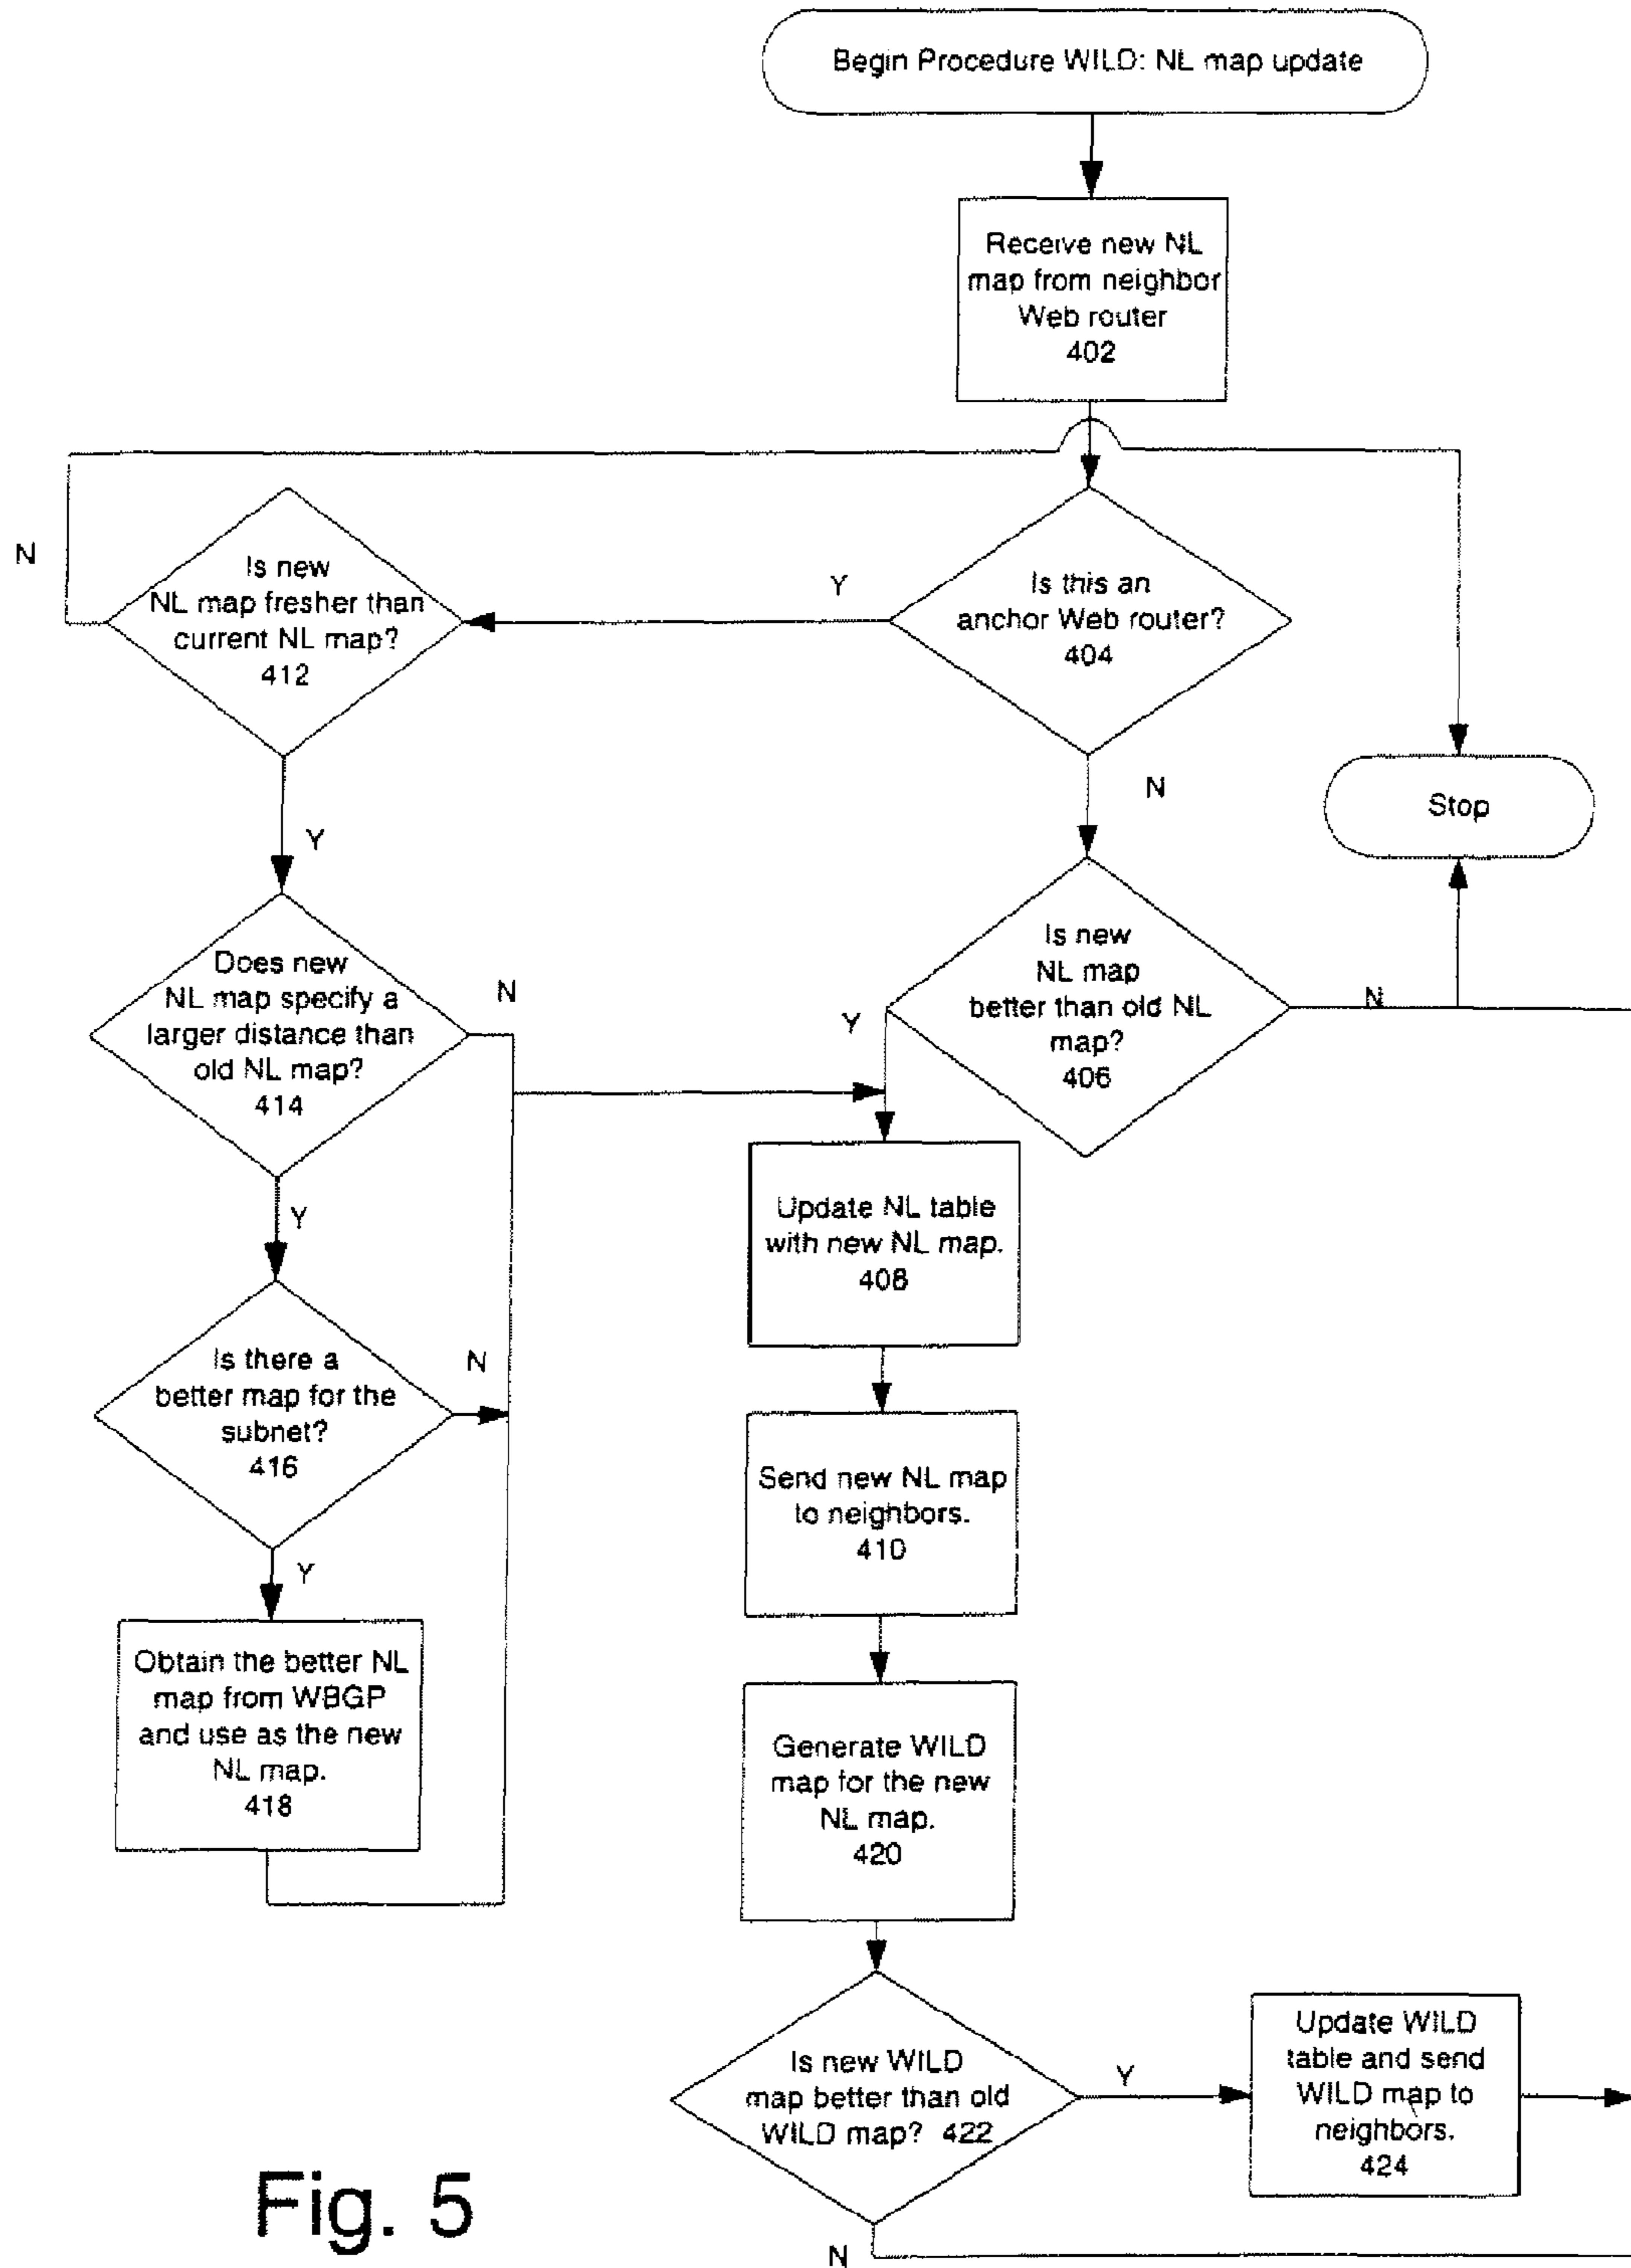 Begin Procedure WILD: NL map update
Receive new NL
map from neighbor
Web router
402
N
Is new
NL map fresher than
current NL map?
412
Y
Is this an
anchor Web router?
404
N
Stop
Y
Does new
NL map specify a
larger distance than
old NL map?
414
N
Y
Is new
NL map
better than old NL
map?
406
N
Y
Update NL table
with new NL map.
408
Is there a
better map for the
subnet?
416
N
Send new NL map
to neighbors.
410
Y
Obtain the better NL
map from WBGP
and use as the new
NL map.
418
Generate WILD
map for the new
NL map.
420
Is new WILD
map better than old
WILD map? 422
Y
Update WILD
table and send
WILD map to
neighbors.
424
N
Fig. 5